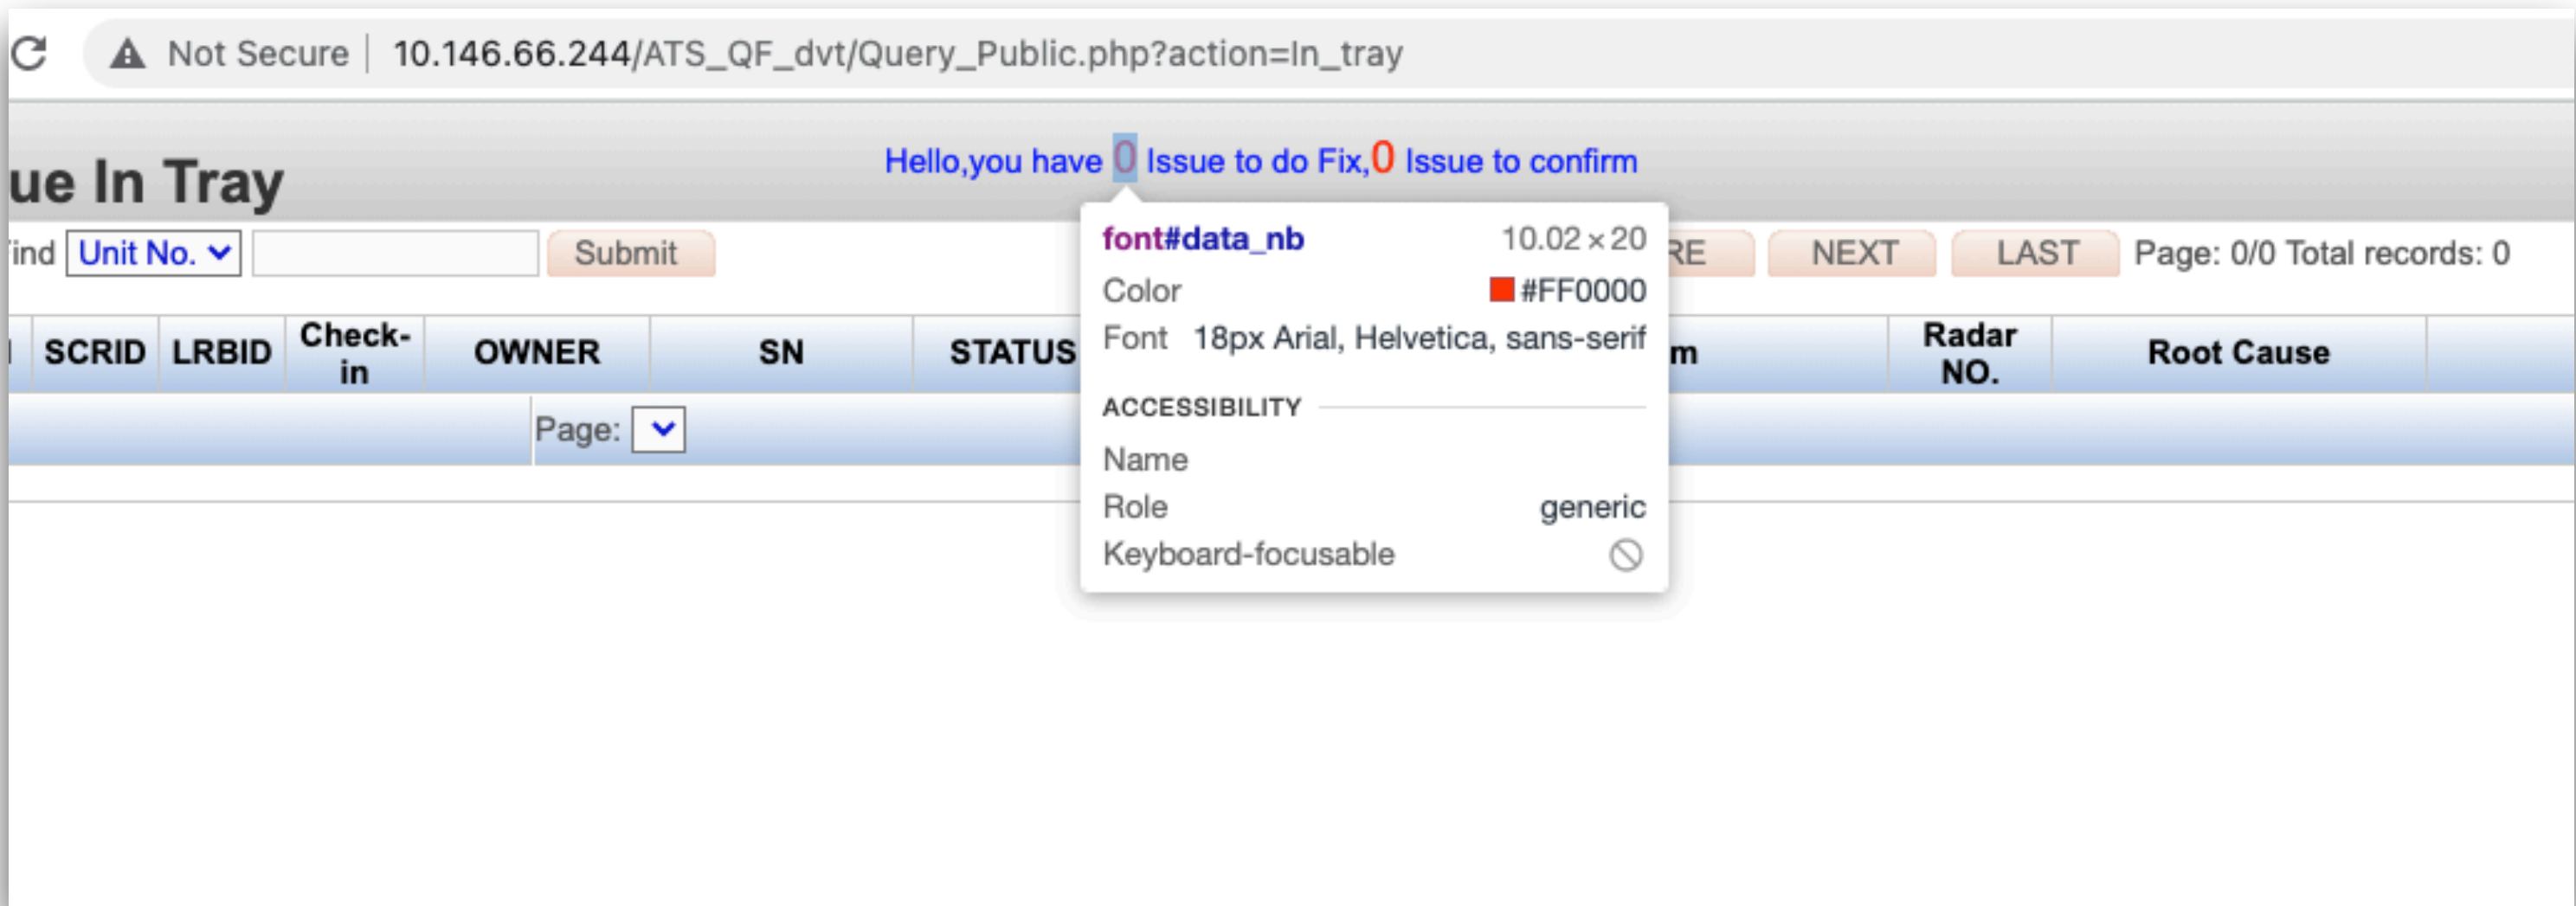 Not Secure | 10.146.66.244/ATS_QF_dvt/Query_Public.php?action=In_tray
Hello,you have 0 Issue to do Fix,0 Issue to confirm
ue In Tray
ind Unit No. Submit RE NEXT LAST Page: 0/0 Total records: 0
SCRID LRBID Check-in OWNER SN STATUS m Radar NO. Root Cause
Page:
font#data_nb 10.02×20
Color #FF0000
Font 18px Arial, Helvetica, sans-serif
ACCESSIBILITY
Name
Role generic
Keyboard-focusable